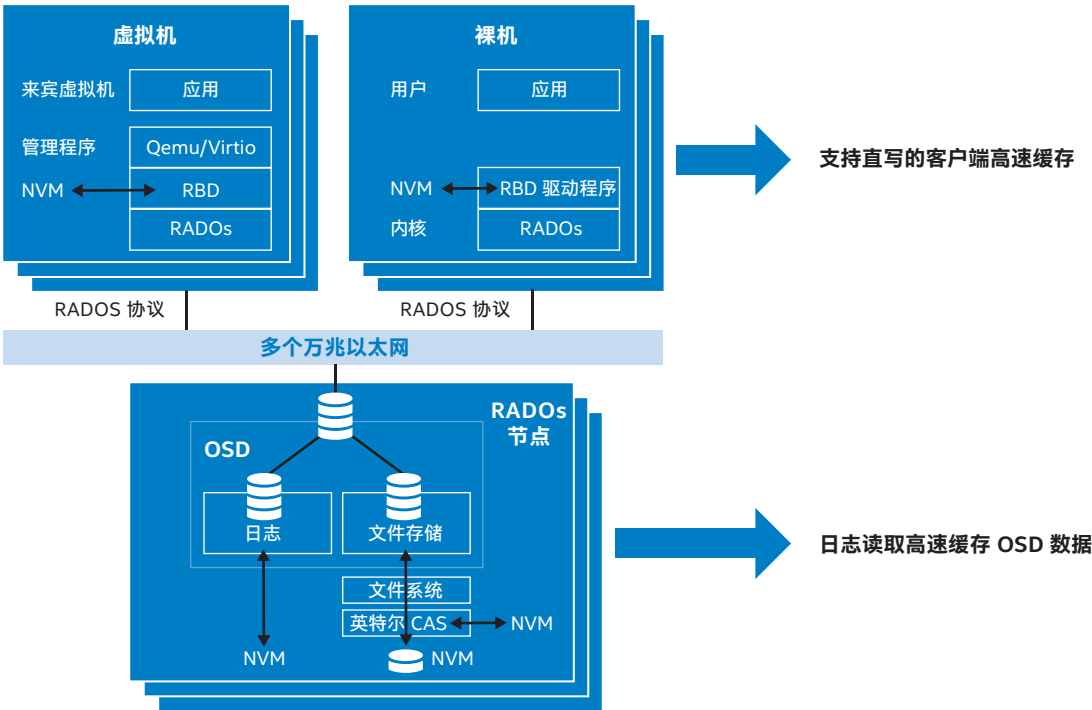 虚拟机
来宾虚拟机
应用
管理程序
Qemu/Virtio
NVM
RBD
RADOs
裸机
用户
应用
NVM
RBD 驱动程序
内核
RADOs
支持直写的客户端高速缓存
RADOS 协议
RADOS 协议
多个万兆以太网
RADOs
节点
OSD
日志
文件存储
文件系统
英特尔 CAS
NVM
NVM
NVM
日志读取高速缓存 OSD 数据